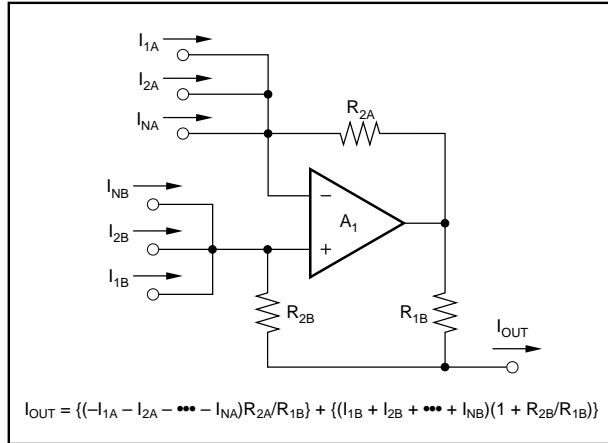 I1A
I2A
INA
R2A
INB
I2B
I1B
−
A1
+
R2B
R1B
IOUT
IOUT = {(–I1A – I2A – ••• – INA)R2A/R1B} + {(I1B + I2B + ••• + INB)(1 + R2B/R1B)}